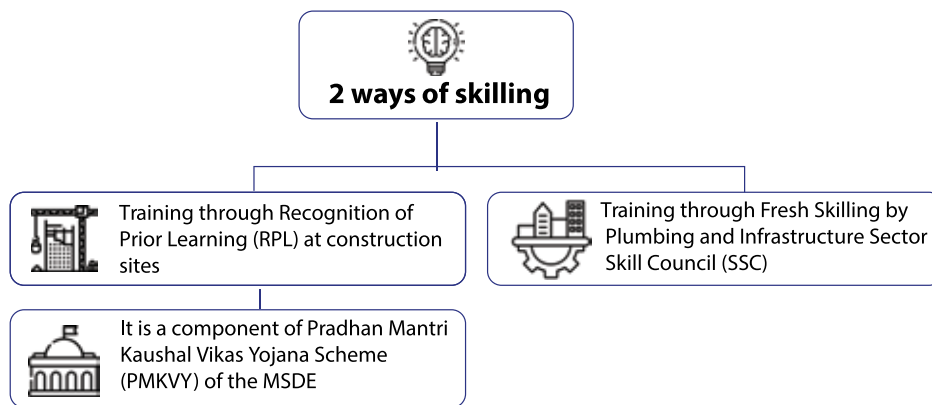 2 ways of skilling
Training through Recognition of
Prior Learning (RPL) at construction
sites
Training through Fresh Skilling by
Plumbing and Infrastructure Sector
Skill Council (SSC)
It is a component of Pradhan Mantri
Kaushal Vikas Yojana Scheme
(PMKVY) of the MSDE